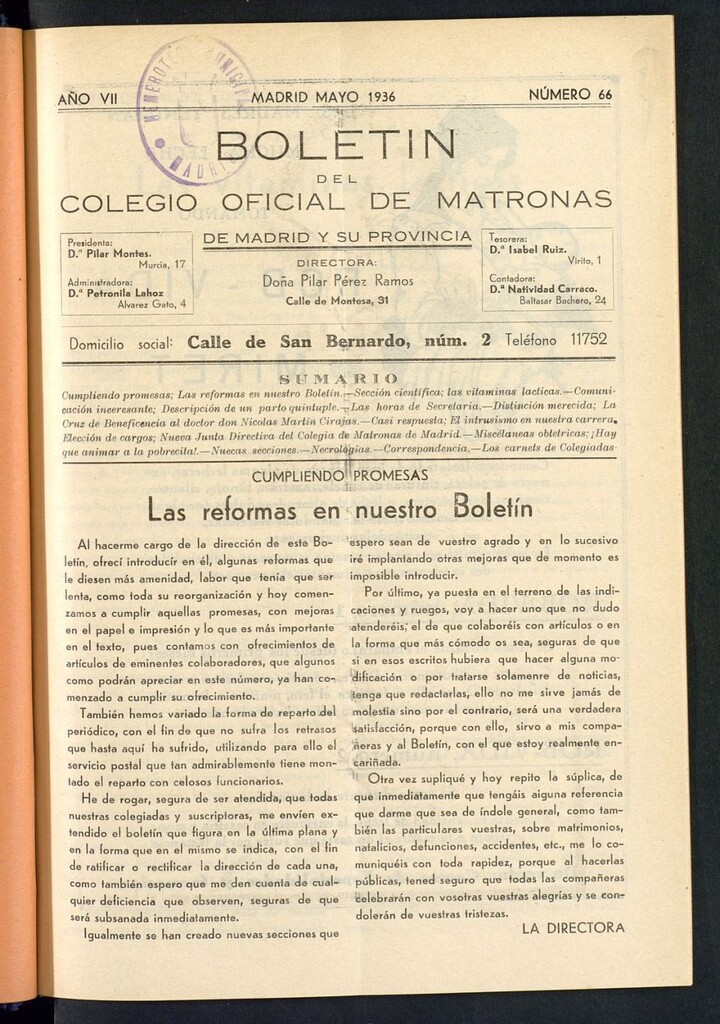 AÑO VII MADRID MAYO 1936 NÚMERO 66
HEMEROTECA MUNICIPAL
MADRID
BOLETIN
DEL
COLEGIO OFICIAL DE MATRONAS
DE MADRID Y SU PROVINCIA
Presidenta:
D.ª Pilar Montes.
Murcia, 17
Administradora:
D.ª Petronila Lahoz
Alvarez Gato, 4
DIRECTORA:
Doña Pilar Pérez Ramos
Calle de Montesa, 31
Tesorera:
D.ª Isabel Ruiz.
Virito, 1
Contadora:
D.ª Natividad Carraco.
Baltasar Bachero, 24
Domicilio social: Calle de San Bernardo, núm. 2 Teléfono 11752
SUMARIO
Cumpliendo promesas; Las reformas en nuestro Boletín.—Sección científica; las vitaminas lacticas.—Comuni-
cación ineeresante; Descripción de un parto quintuple.—Las horas de Secretaria.—Distinción merecida; La
Cruz de Beneficencia al doctor don Nicolas Martin Cirajas.—Casi respuesta; El intrusismo en nuestra carrera.
Elección de cargos; Nueva Junta Directiva del Colegia de Matronas de Madrid.—Misceláneas obtetricas; ¡Hay
que animar a la pobrecita!.—Nuecas secciones.—Necrologias.—Correspondencia.—Los carnets de Colegiadas·
CUMPLIENDO PROMESAS
Las reformas en nuestro Boletín
Al hacerme cargo de la dirección de este Bo-
letín, ofrecí introducir en él, algunas reformas que
le diesen más amenidad, labor que tenía que ser
lenta, como toda su reorganización y hoy comen-
zamos a cumplir aquellas promesas, con mejoras
en el papel e impresión y lo que es más importante
en el texto, pues contamos con ofrecimientos de
artículos de eminentes colaboradores, que algunos
como podrán apreciar en este número, ya han co-
menzado a cumplir su ofrecimiento.
También hemos variado la forma de reparto del
periódico, con el fin de que no sufra los retrasos
que hasta aquí ha sufrido, utilizando para ello el
servicio postal que tan admirablemente tiene mon-
tado el reparto con celosos funcionarios.
He de rogar, segura de ser atendida, que todas
nuestras colegiadas y suscriptoras, me envíen ex-
tendido el boletín que figura en la última plana y
en la forma que en el mismo se indica, con el fin
de ratificar o rectificar la dirección de cada una,
como también espero que me den cuenta de cual-
quier deficiencia que observen, seguras de que
será subsanada inmediatamente.
Igualmente se han creado nuevas secciones que
espero sean de vuestro agrado y en lo sucesivo
iré implantando otras mejoras que de momento es
imposible introducir.
Por último, ya puesta en el terreno de las indi-
caciones y ruegos, voy a hacer uno que no dudo
atenderéis; el de que colaboréis con artículos o en
la forma que más cómodo os sea, seguras de que
si en esos escritos hubiera que hacer alguna mo-
dificación o por tratarse solamenre de noticias,
tenga que redactarlas, ello no me sirve jamás de
molestia sino por el contrario, será una verdadera
satisfacción, porque con ello, sirvo a mis compa-
ñeras y al Boletín, con el que estoy realmente en-
cariñada.
Otra vez supliqué y hoy repito la súplica, de
que inmediatamente que tengáis aiguna referencia
que darme que sea de índole general, como tam-
bién las particulares vuestras, sobre matrimonios,
natalicios, defunciones, accidentes, etc., me lo co-
muniquéis con toda rapidez, porque al hacerlas
públicas, tened seguro que todas las compañeras
celebrarán con vosotras vuestras alegrías y se con-
dolerán de vuestras tristezas.
LA DIRECTORA